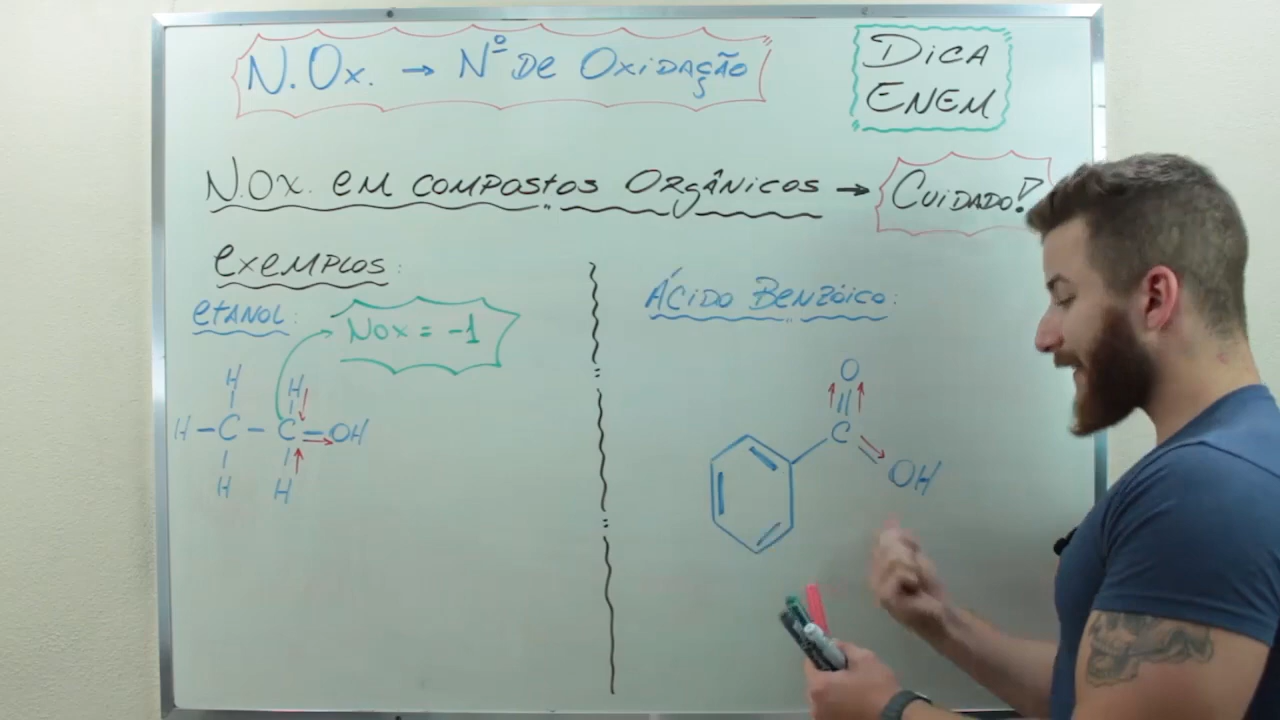 N.Ox. → Nº De Oxidação
Dica
ENEM
N.Ox. em compostos Orgânicos → Cuidado!
exemplos:
etanol:
Nox = -1
Ácido Benzóico:
H
H
H-C-C-OH
H
H
O
C
OH